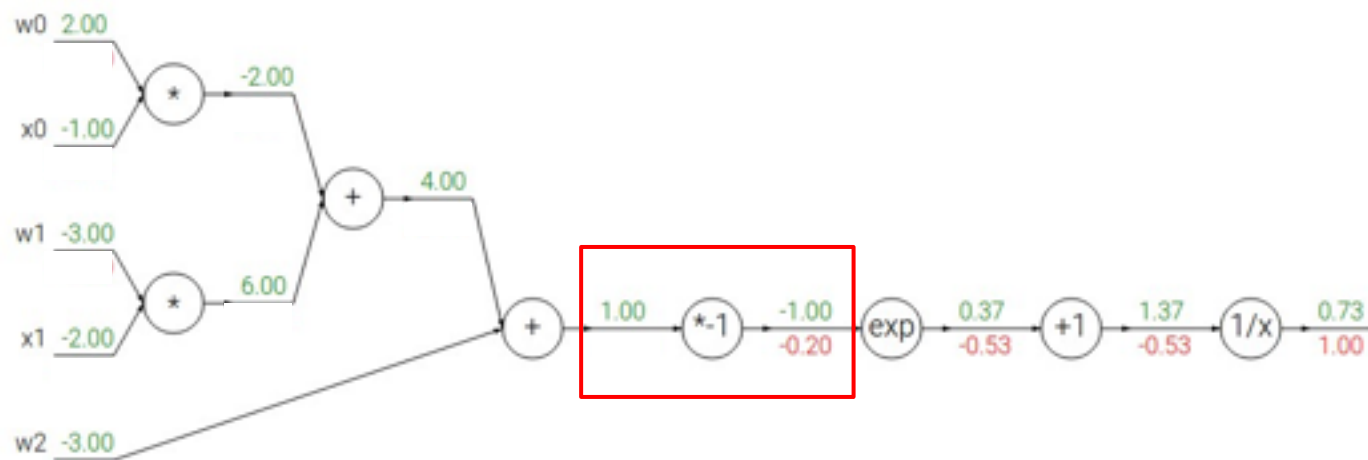 w0 2.00
* -2.00
x0 -1.00
+ 4.00
w1 -3.00
* 6.00
x1 -2.00
+ 1.00 *-1 -1.00 exp 0.37 +1 1.37 1/x 0.73
-0.20 -0.53 -0.53 1.00
w2 -3.00